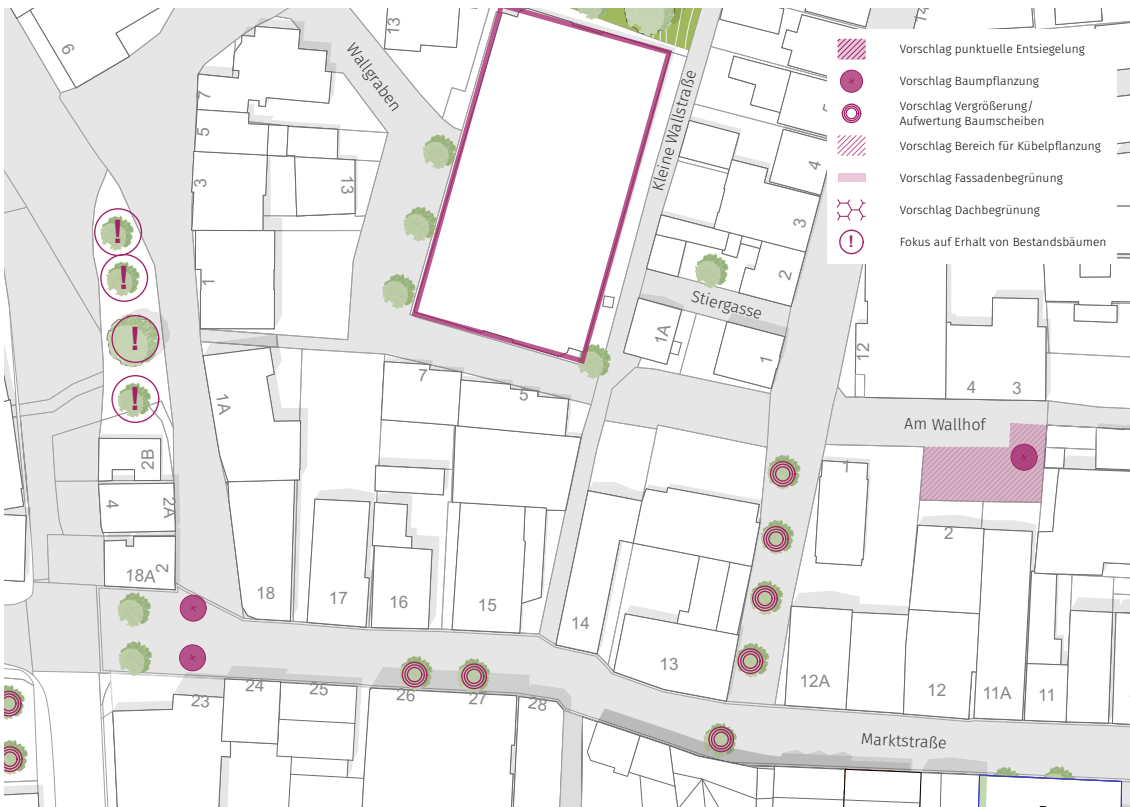 Vorschlag punktuelle Entsiegelung
Vorschlag Baumpflanzung
Vorschlag Vergrößerung/
Aufwertung Baumscheiben
Vorschlag Bereich für Kübelpflanzung
Vorschlag Fassadenbegrünung
Vorschlag Dachbegrünung
! Fokus auf Erhalt von Bestandsbäumen
6
13
14
Wallgraben
Kleine Wallstraße
7
5
3
13
1
5
4
3
2
Stiergasse
1A
1
12
4 3
!
!
!
!
1A
7
5
Am Wallhof
2B
4
2A
18A
2
1
2
18
17
16
15
14
13
12A
12
11A
11
23
24
25
26
27
28
Marktstraße